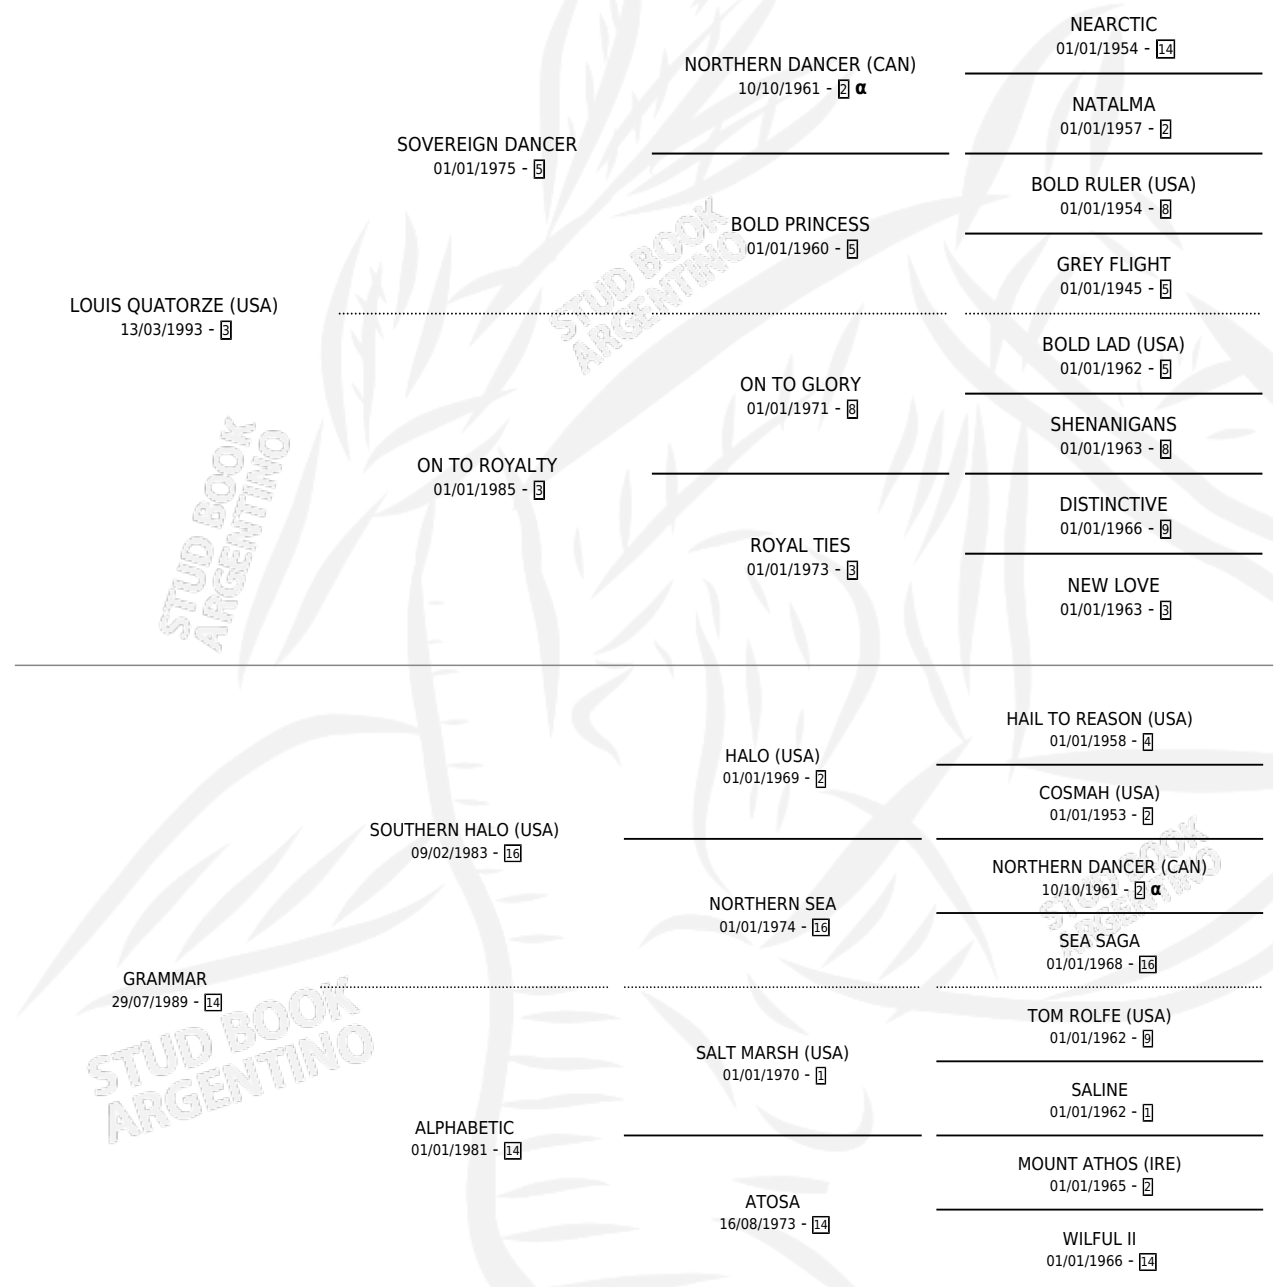 NEARCTIC
01/01/1954 - 14
NORTHERN DANCER (CAN)
10/10/1961 - 2 α
NATALMA
01/01/1957 - 2
SOVEREIGN DANCER
01/01/1975 - 5
BOLD RULER (USA)
01/01/1954 - 8
BOLD PRINCESS
01/01/1960 - 5
GREY FLIGHT
01/01/1945 - 5
LOUIS QUATORZE (USA)
13/03/1993 - 3
BOLD LAD (USA)
01/01/1962 - 5
ON TO GLORY
01/01/1971 - 8
SHENANIGANS
01/01/1963 - 8
ON TO ROYALTY
01/01/1985 - 3
DISTINCTIVE
01/01/1966 - 9
ROYAL TIES
01/01/1973 - 3
NEW LOVE
01/01/1963 - 3
HAIL TO REASON (USA)
01/01/1958 - 4
HALO (USA)
01/01/1969 - 2
COSMAH (USA)
01/01/1953 - 2
SOUTHERN HALO (USA)
09/02/1983 - 16
NORTHERN DANCER (CAN)
10/10/1961 - 2 α
NORTHERN SEA
01/01/1974 - 16
SEA SAGA
01/01/1968 - 16
GRAMMAR
29/07/1989 - 14
TOM ROLFE (USA)
01/01/1962 - 9
SALT MARSH (USA)
01/01/1970 - 1
SALINE
01/01/1962 - 1
ALPHABETIC
01/01/1981 - 14
MOUNT ATHOS (IRE)
01/01/1965 - 2
ATOSA
16/08/1973 - 14
WILFUL II
01/01/1966 - 14
STUD BOOK
ARGENTINO
STUD BOOK
ARGENTINO
STUD BOOK
ARGENTINO
STUD BOOK
ARGENTINO